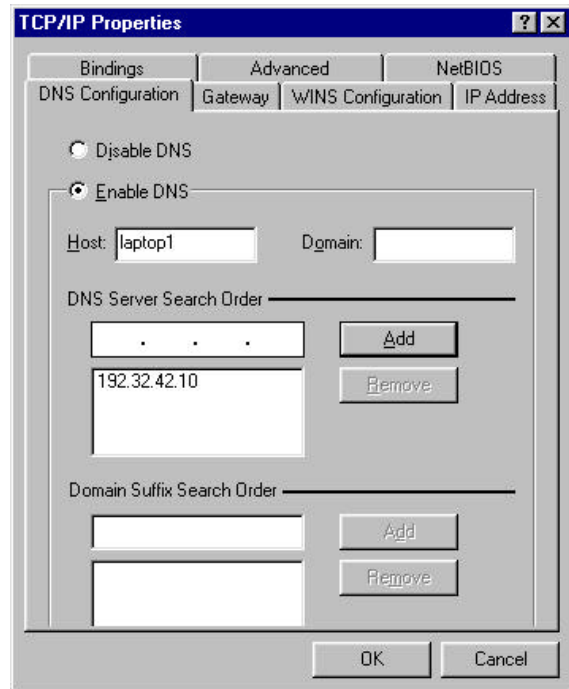 TCP/IP Properties
Bindings Advanced NetBIOS
DNS Configuration Gateway WINS Configuration IP Address
Disable DNS
Enable DNS
Host: laptop1 Domain:
DNS Server Search Order
. . . Add
192.32.42.10 Remove
Domain Suffix Search Order
Add
Remove
OK Cancel